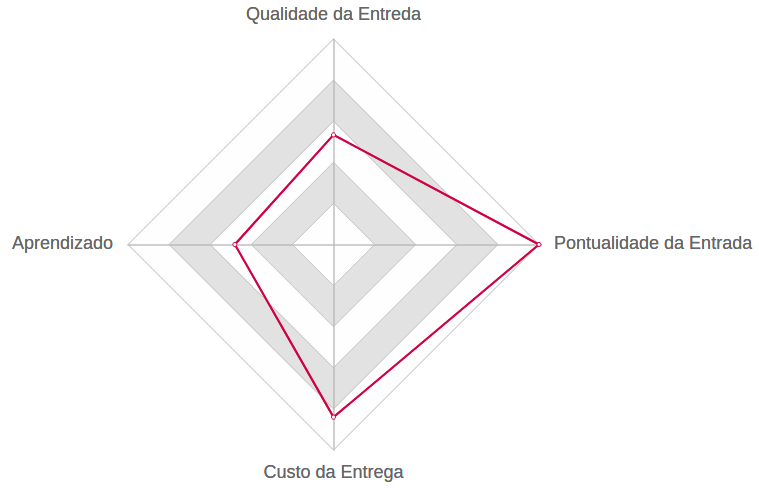 Qualidade da Entreda
Aprendizado
Pontualidade da Entrada
Custo da Entrega